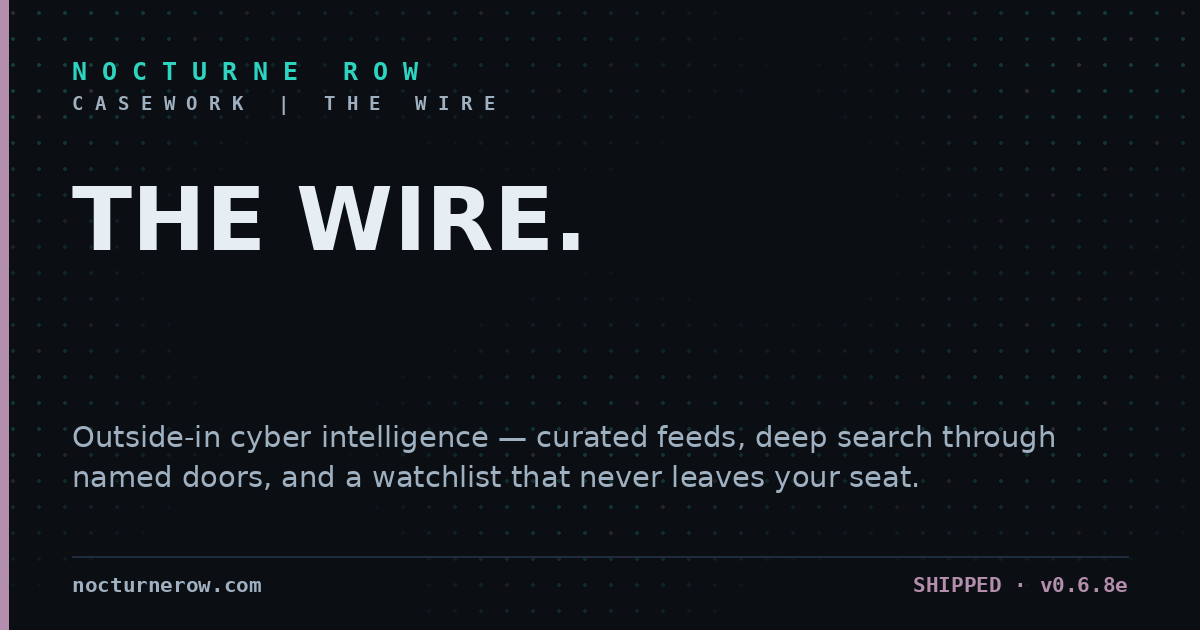 NOCTURNE ROW
CASEWORK | THE WIRE
THE WIRE.
Outside-in cyber intelligence — curated feeds, deep search through
named doors, and a watchlist that never leaves your seat.
nocturnerow.com
SHIPPED · v0.6.8e